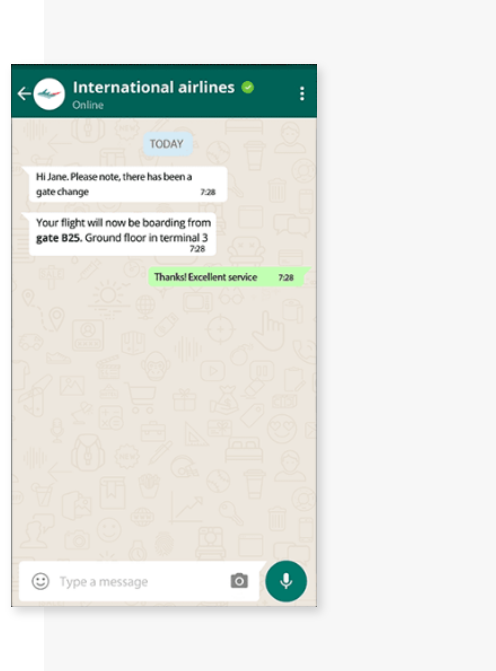 International airlines
Online
TODAY
Hi Jane. Please note, there has been a
gate change 7:28
Your flight will now be boarding from
gate B25. Ground floor in terminal 3
7:28
Thanks! Excellent service 7:28
Type a message